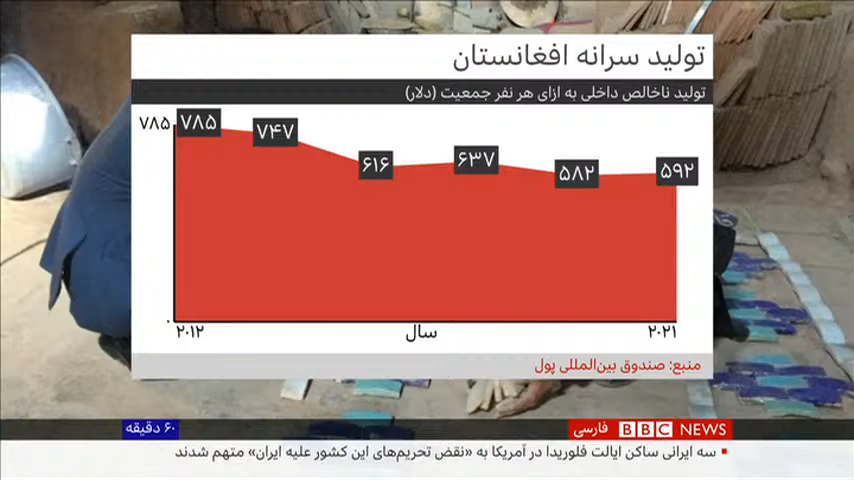 تولید سرانه افغانستان
تولید ناخالص داخلی به ازای هر نفر جمعیت (دلار)
۷۸۵
۷۸۵
۷۴۷
۶۱۶
۶۳۷
۵۸۲
۵۹۲
۰
۲۰۱۲
سال
۲۰۲۱
منبع: صندوق بین‌المللی پول
۶۰ دقیقه
BBC NEWS فارسی
سه ایرانی ساکن ایالت فلوریدا در آمریکا به «نقض تحریم‌های این کشور علیه ایران» متهم شدند